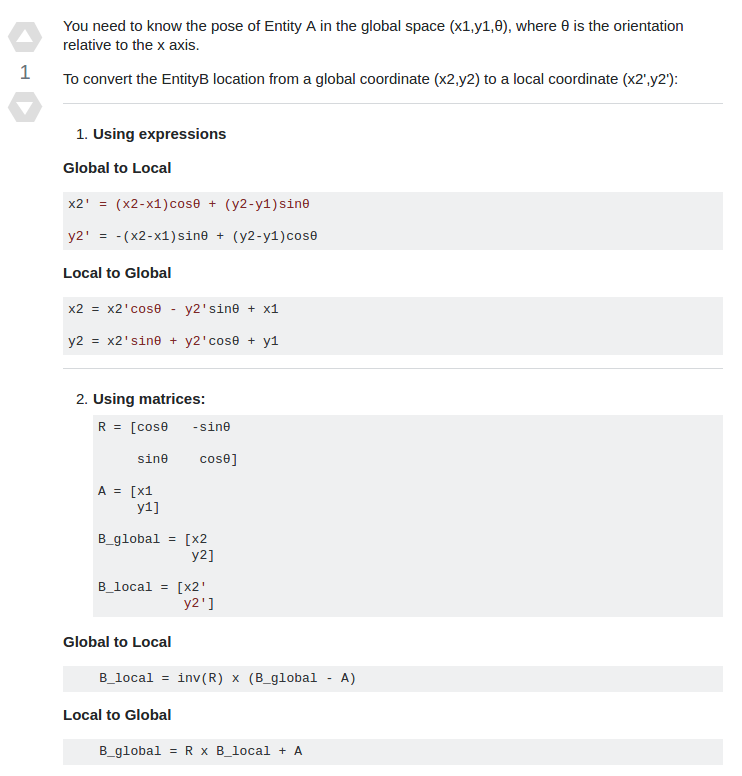 You need to know the pose of Entity A in the global space (x1,y1,θ), where θ is the orientation
relative to the x axis.
1
To convert the EntityB location from a global coordinate (x2,y2) to a local coordinate (x2',y2'):
1. Using expressions
Global to Local
x2' = (x2-x1)cosθ + (y2-y1)sinθ
y2' = -(x2-x1)sinθ + (y2-y1)cosθ
Local to Global
x2 = x2'cosθ - y2'sinθ + x1
y2 = x2'sinθ + y2'cosθ + y1
2. Using matrices:
R = [cosθ   -sinθ
     sinθ    cosθ]
A = [x1
     y1]
B_global = [x2
            y2]
B_local = [x2'
           y2']
Global to Local
B_local = inv(R) x (B_global - A)
Local to Global
B_global = R x B_local + A